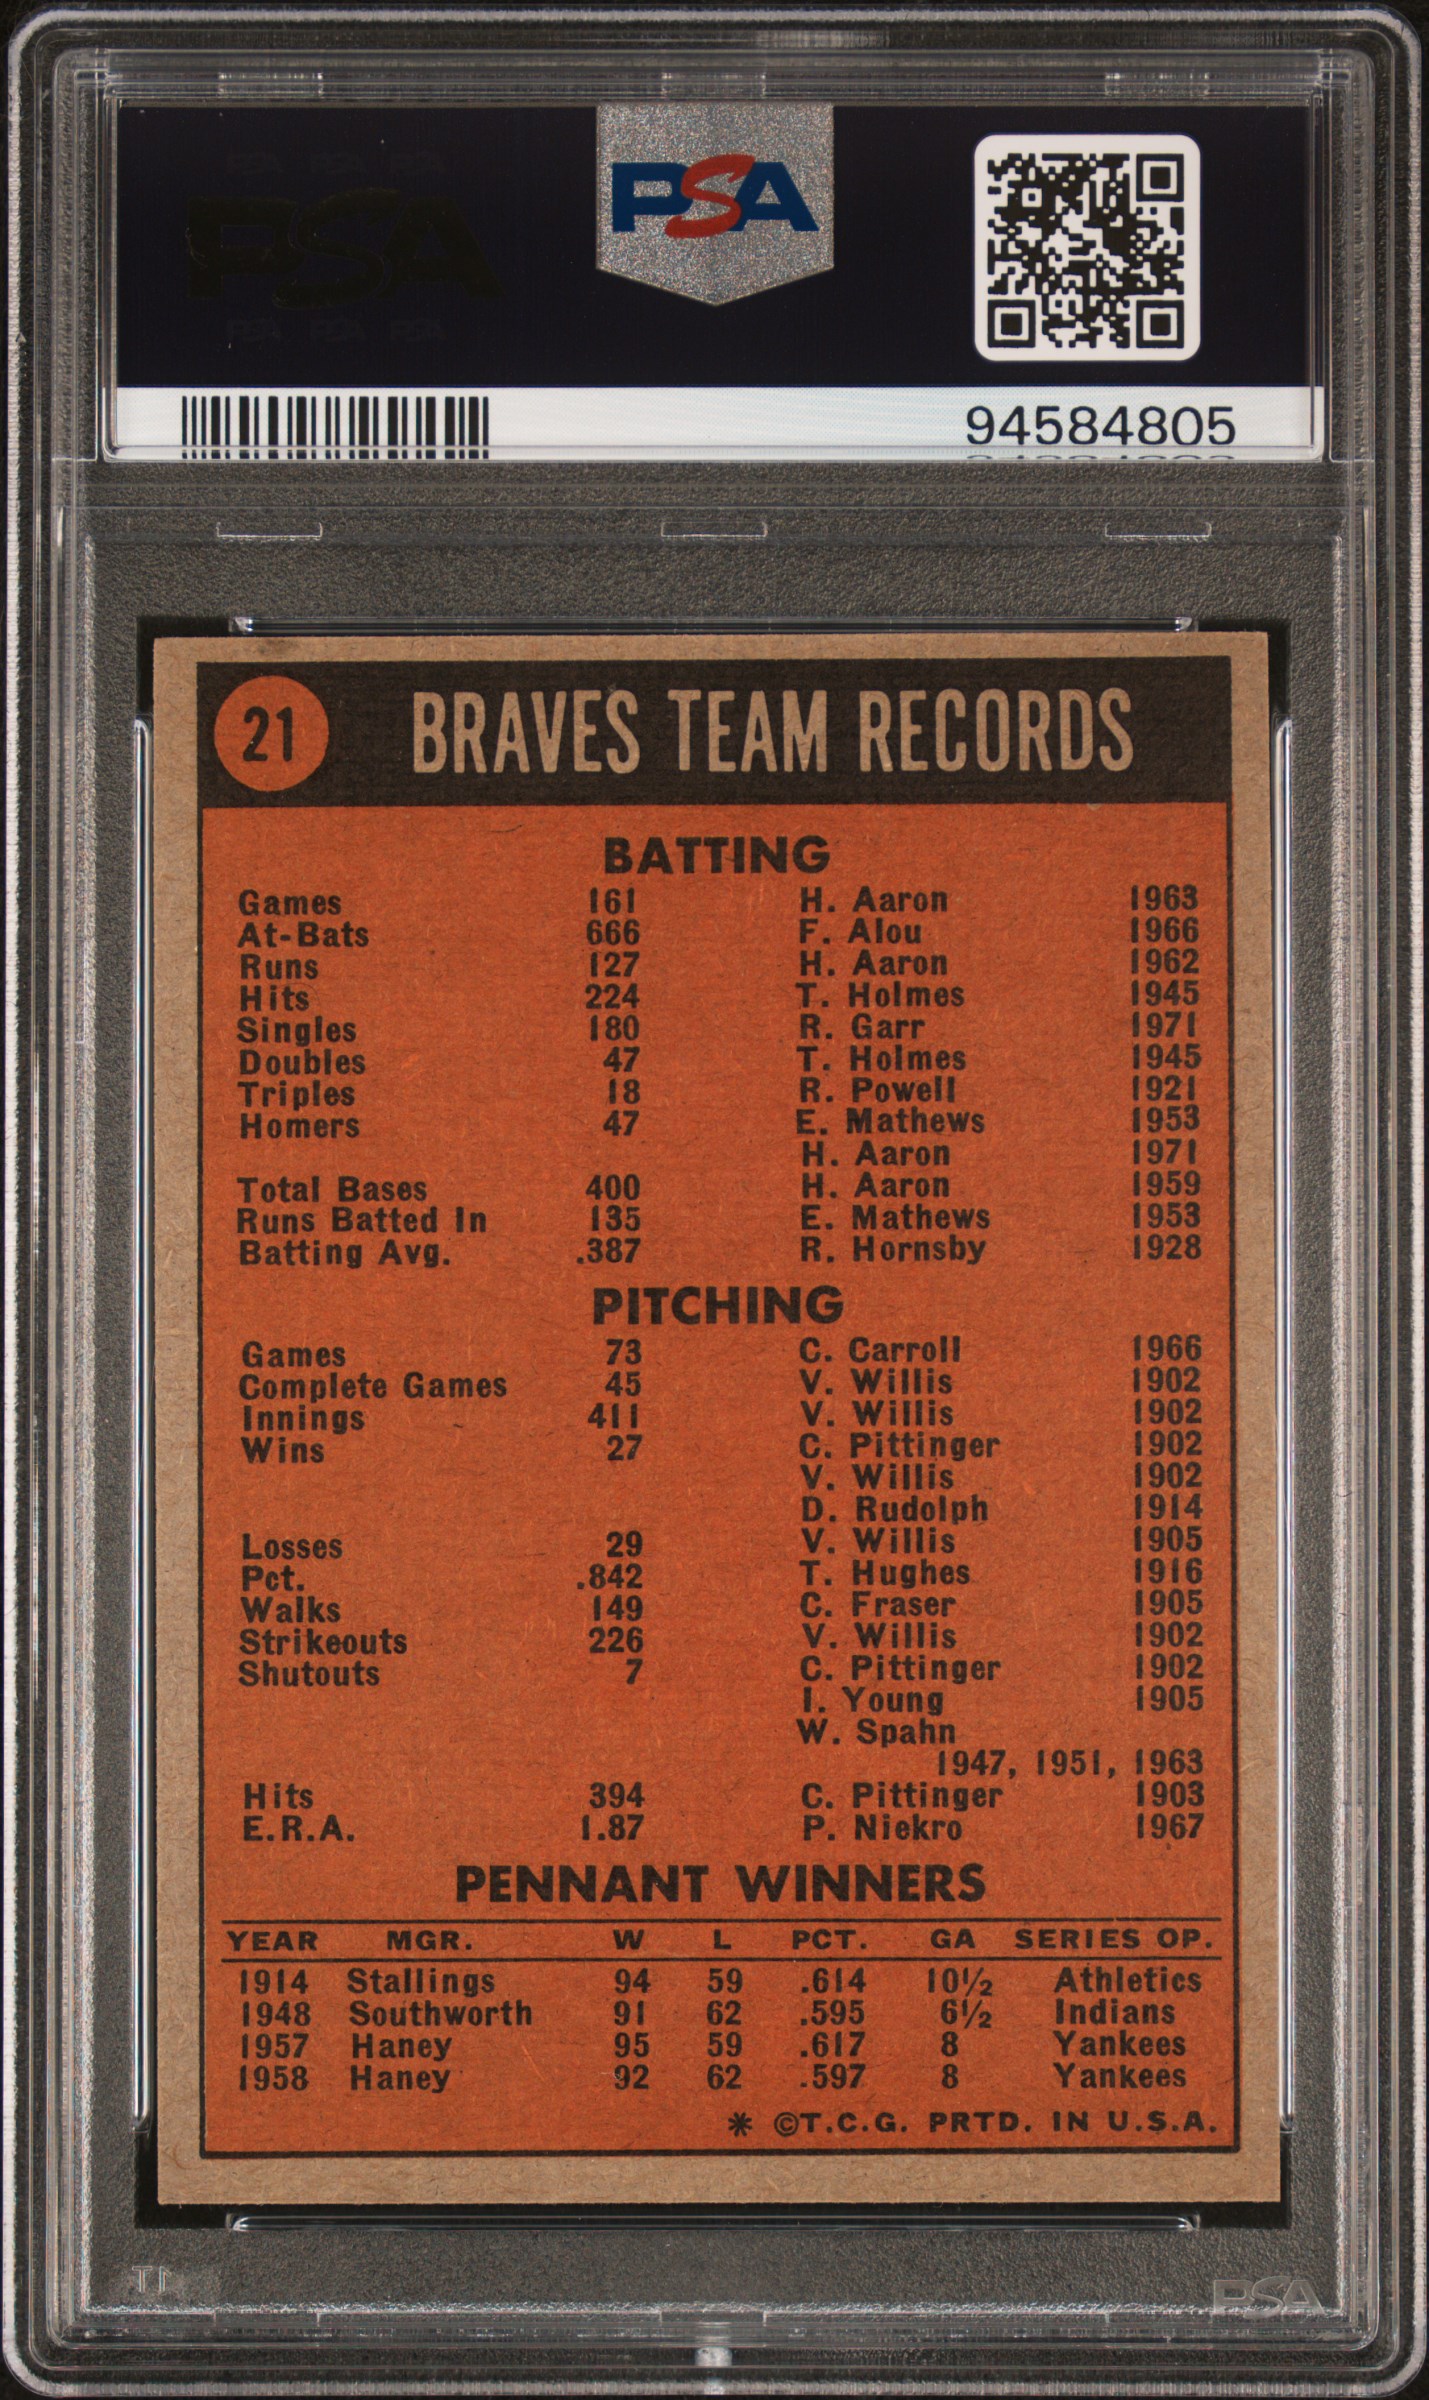 PSA
94584805
21 BRAVES TEAM RECORDS
BATTING
Games 161 H. Aaron 1963
At-Bats 666 F. Alou 1966
Runs 127 H. Aaron 1962
Hits 224 T. Holmes 1945
Singles 180 R. Garr 1971
Doubles 47 T. Holmes 1945
Triples 18 R. Powell 1921
Homers 47 E. Mathews 1953
H. Aaron 1971
Total Bases 400 H. Aaron 1959
Runs Batted In 135 E. Mathews 1953
Batting Avg. .387 R. Hornsby 1928
PITCHING
Games 73 C. Carroll 1966
Complete Games 45 V. Willis 1902
Innings 411 V. Willis 1902
Wins 27 C. Pittinger 1902
V. Willis 1902
D. Rudolph 1914
Losses 29 V. Willis 1905
Pct. .842 T. Hughes 1916
Walks 149 C. Fraser 1905
Strikeouts 226 V. Willis 1902
Shutouts 7 C. Pittinger 1902
I. Young 1905
W. Spahn
1947, 1951, 1963
Hits 394 C. Pittinger 1903
E.R.A. 1.87 P. Niekro 1967
PENNANT WINNERS
YEAR MGR. W L PCT. GA SERIES OP.
1914 Stallings 94 59 .614 10½ Athletics
1948 Southworth 91 62 .595 6½ Indians
1957 Haney 95 59 .617 8 Yankees
1958 Haney 92 62 .597 8 Yankees
* ©T.C.G. PRTD. IN U.S.A.
PSA